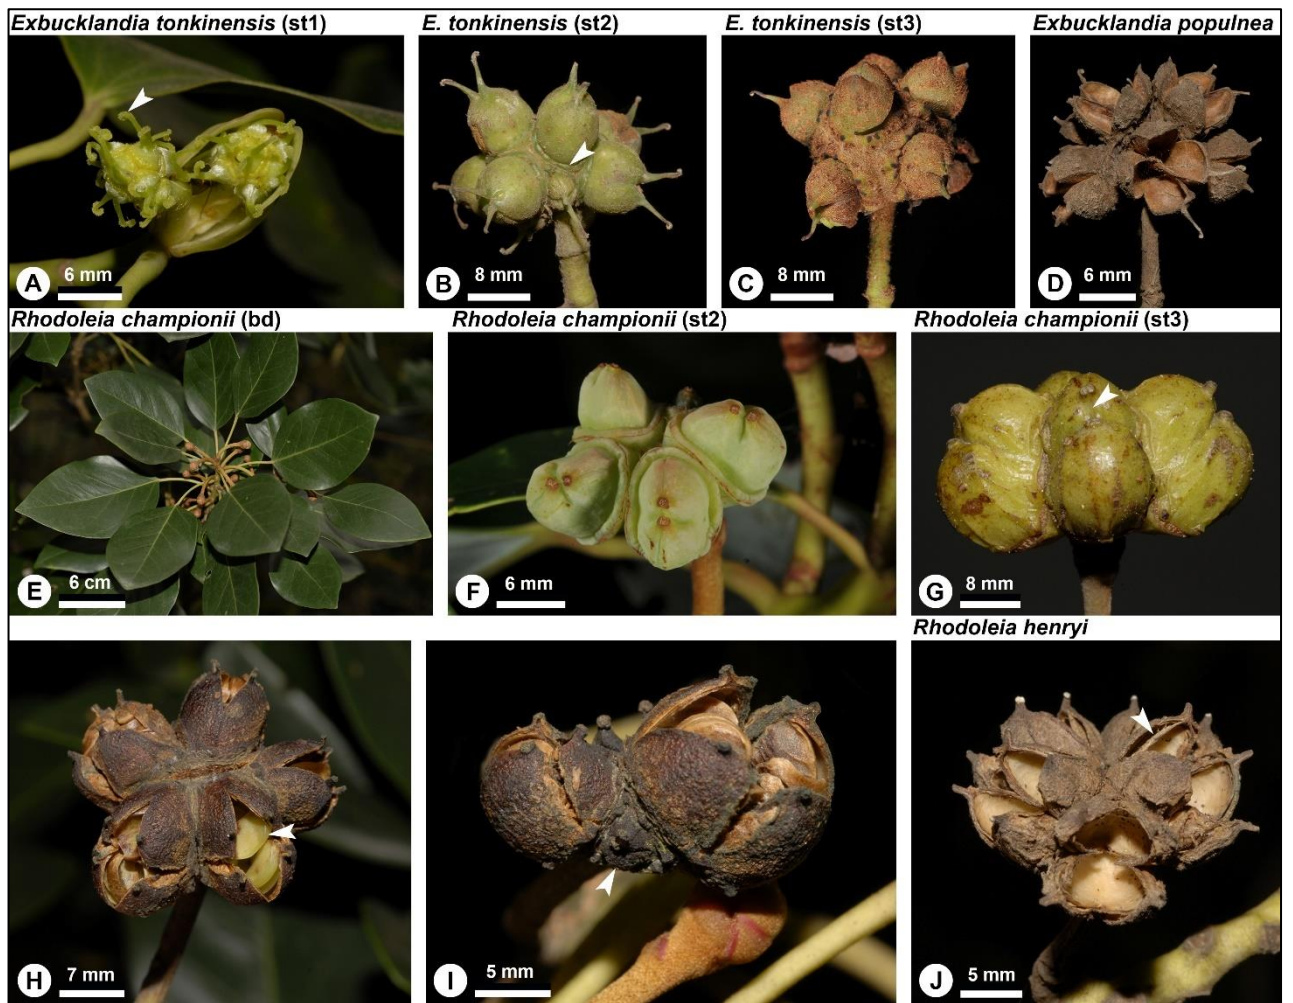 Exbucklandia tonkinensis (st1)
E. tonkinensis (st2)
E. tonkinensis (st3)
Exbucklandia populnea
A
6 mm
B
8 mm
C
8 mm
D
6 mm
Rhodoleia championii (bd)
Rhodoleia championii (st2)
Rhodoleia championii (st3)
E
6 cm
F
6 mm
G
8 mm
Rhodoleia henryi
H
7 mm
I
5 mm
J
5 mm